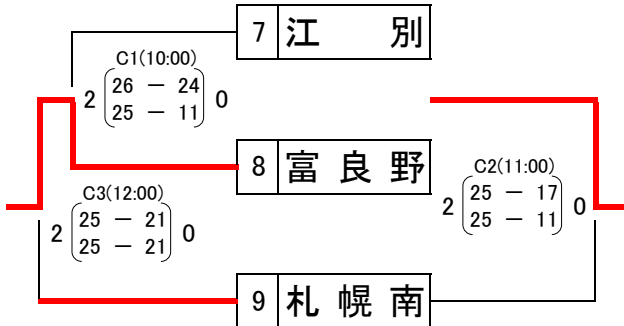 7 江 別
C1(10:00)
2 26 － 24 0
25 － 11
8 富 良 野
C2(11:00)
2 25 － 17 0
25 － 11
C3(12:00)
2 25 － 21 0
25 － 21
9 札 幌 南